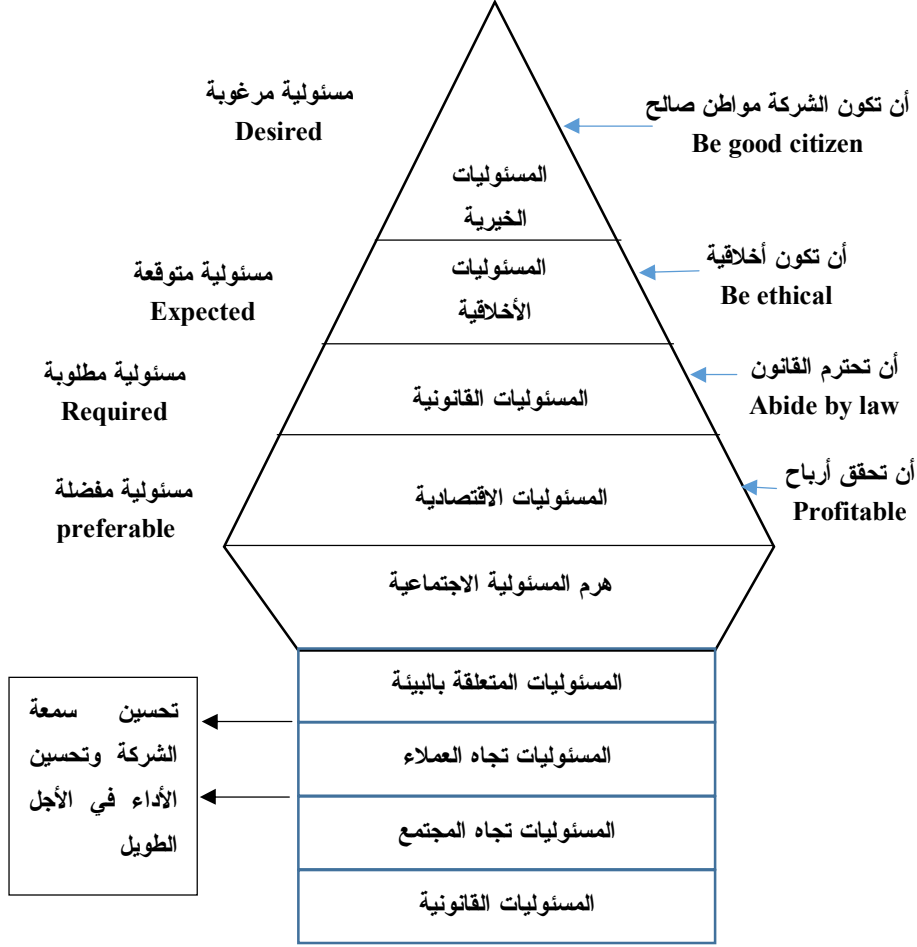 مسئولية مرغوبة
Desired
أن تكون الشركة مواطن صالح
Be good citizen
المسئوليات
الخيرية
مسئولية متوقعة
Expected
المسئوليات
الأخلاقية
أن تكون أخلاقية
Be ethical
مسئولية مطلوبة
Required
المسئوليات القانونية
أن تحترم القانون
Abide by law
مسئولية مفضلة
preferable
المسئوليات الاقتصادية
أن تحقق أرباح
Profitable
هرم المسئولية الاجتماعية
المسئوليات المتعلقة بالبيئة
المسئوليات تجاه العملاء
المسئوليات تجاه المجتمع
المسئوليات القانونية
تحسين سمعة
الشركة وتحسين
الأداء في الأجل
الطويل